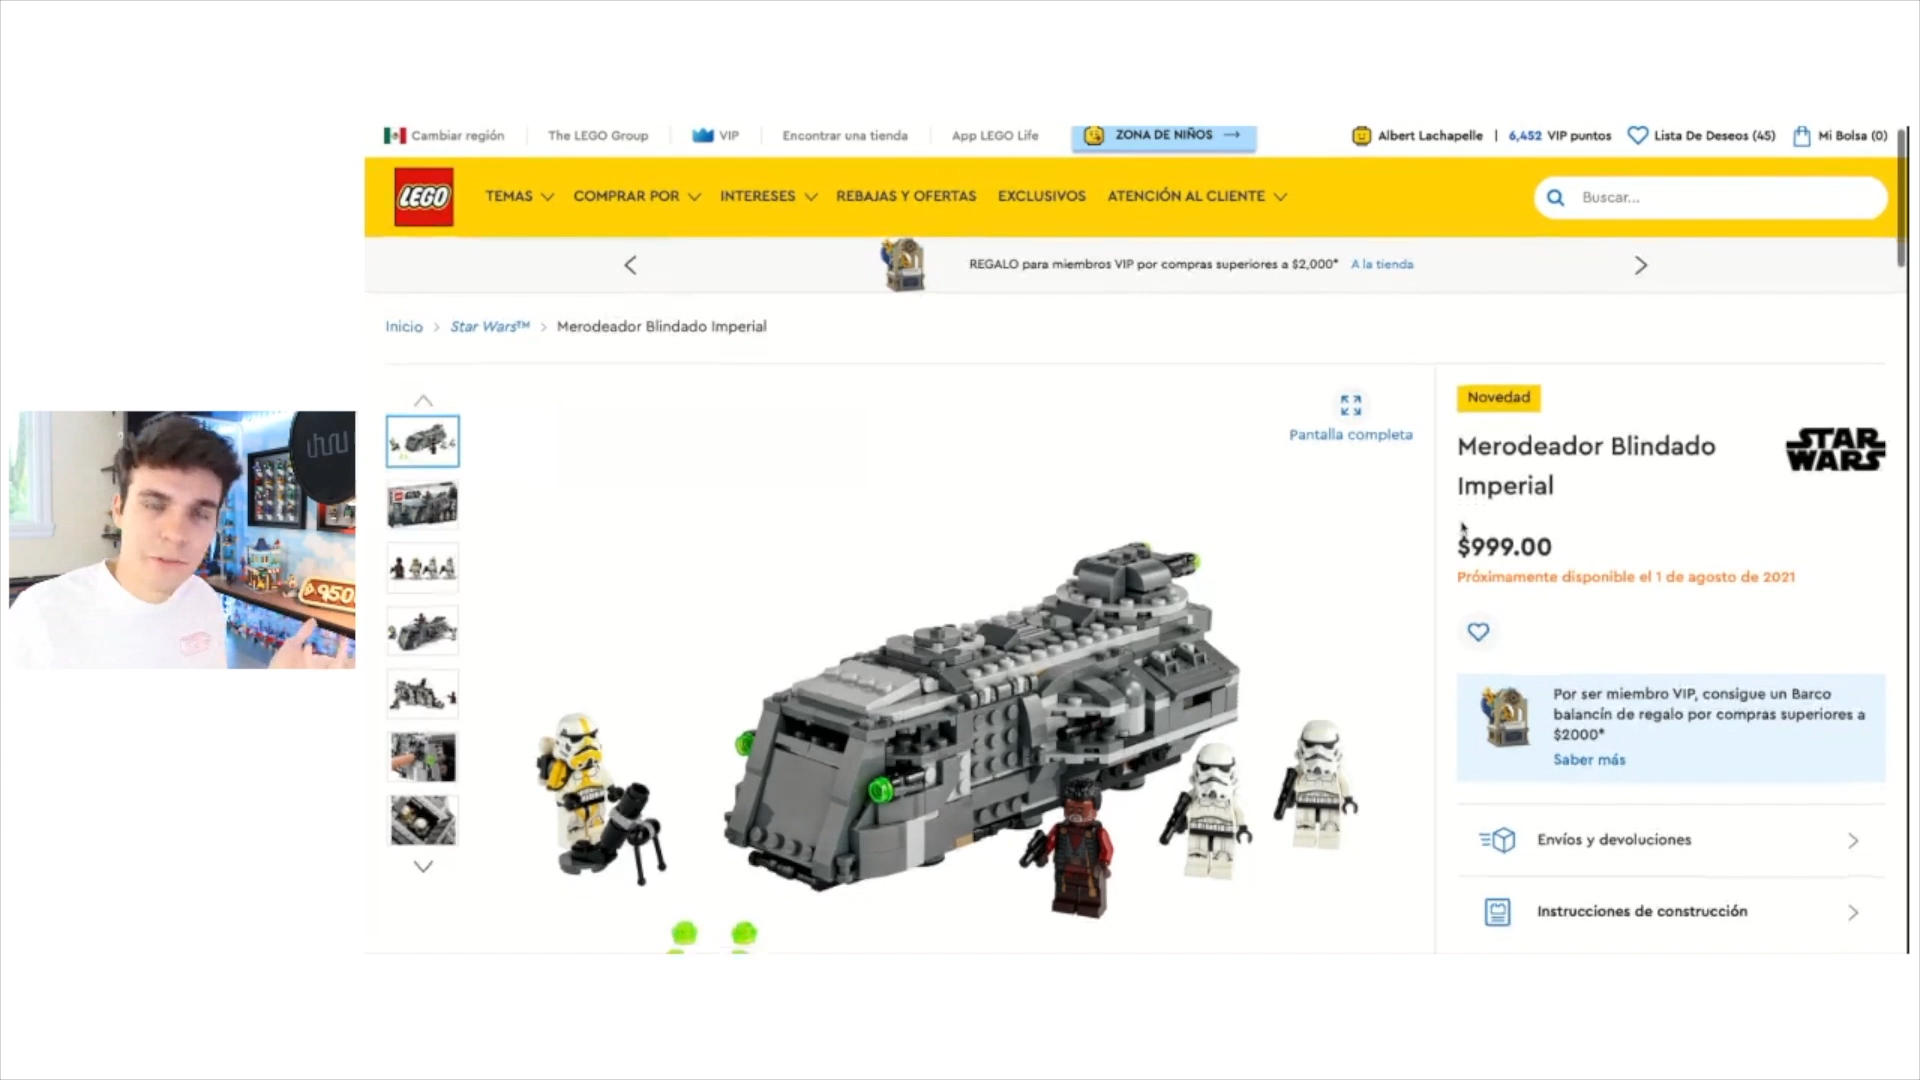 Cambiar región
The LEGO Group
VIP
Encontrar una tienda
App LEGO Life
ZONA DE NIÑOS
Albert Lachapelle | 6,452 VIP puntos
Lista De Deseos (45)
Mi Bolsa (0)
LEGO
TEMAS
COMPRAR POR
INTERESES
REBAJAS Y OFERTAS
EXCLUSIVOS
ATENCIÓN AL CLIENTE
Buscar...
REGALO para miembros VIP por compras superiores a $2,000* A la tienda
Inicio > Star Wars™ > Merodeador Blindado Imperial
Pantalla completa
950
Novedad
Merodeador Blindado
Imperial
STAR
WARS
$999.00
Próximamente disponible el 1 de agosto de 2021
Por ser miembro VIP, consigue un Barco
balancín de regalo por compras superiores a
$2000*
Saber más
Envíos y devoluciones
Instrucciones de construcción